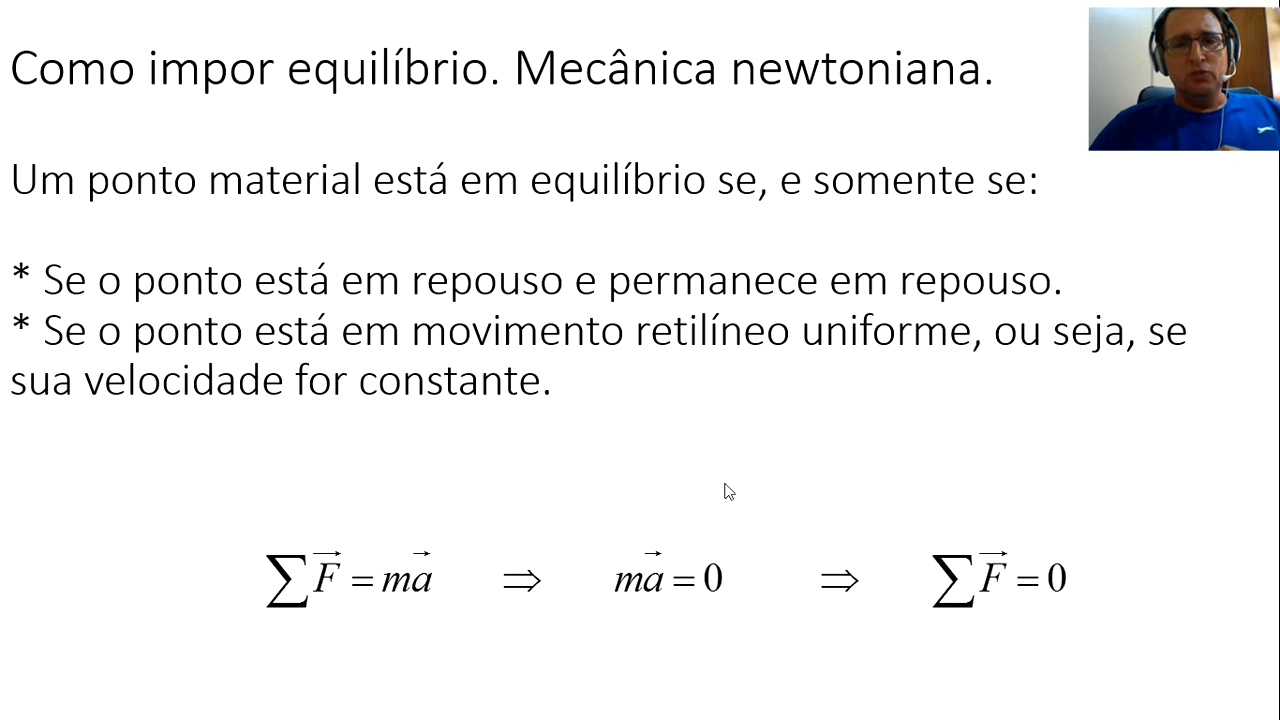 Como impor equilíbrio. Mecânica newtoniana.
Um ponto material está em equilíbrio se, e somente se:
* Se o ponto está em repouso e permanece em repouso.
* Se o ponto está em movimento retilíneo uniforme, ou seja, se
sua velocidade for constante.
∑F⃗ = ma⃗ ⇒ ma⃗ = 0 ⇒ ∑F⃗ = 0